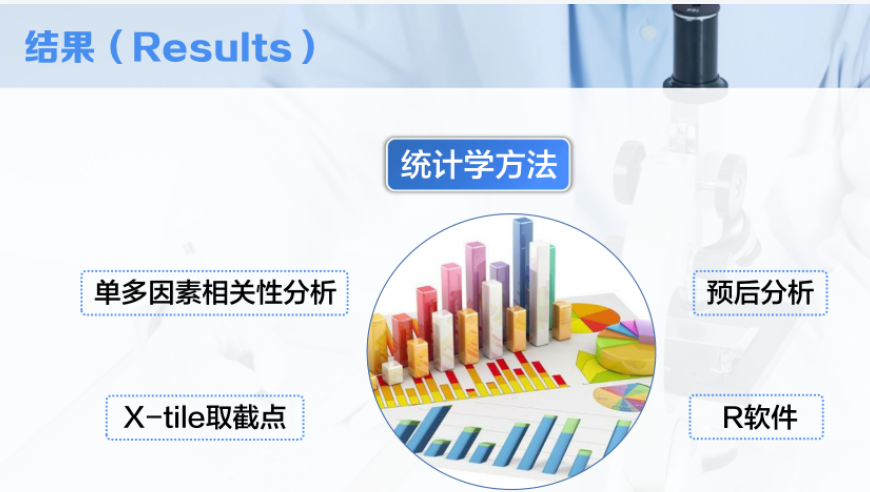 结果（Results）
统计学方法
单多因素相关性分析
预后分析
X-tile取截点
R软件